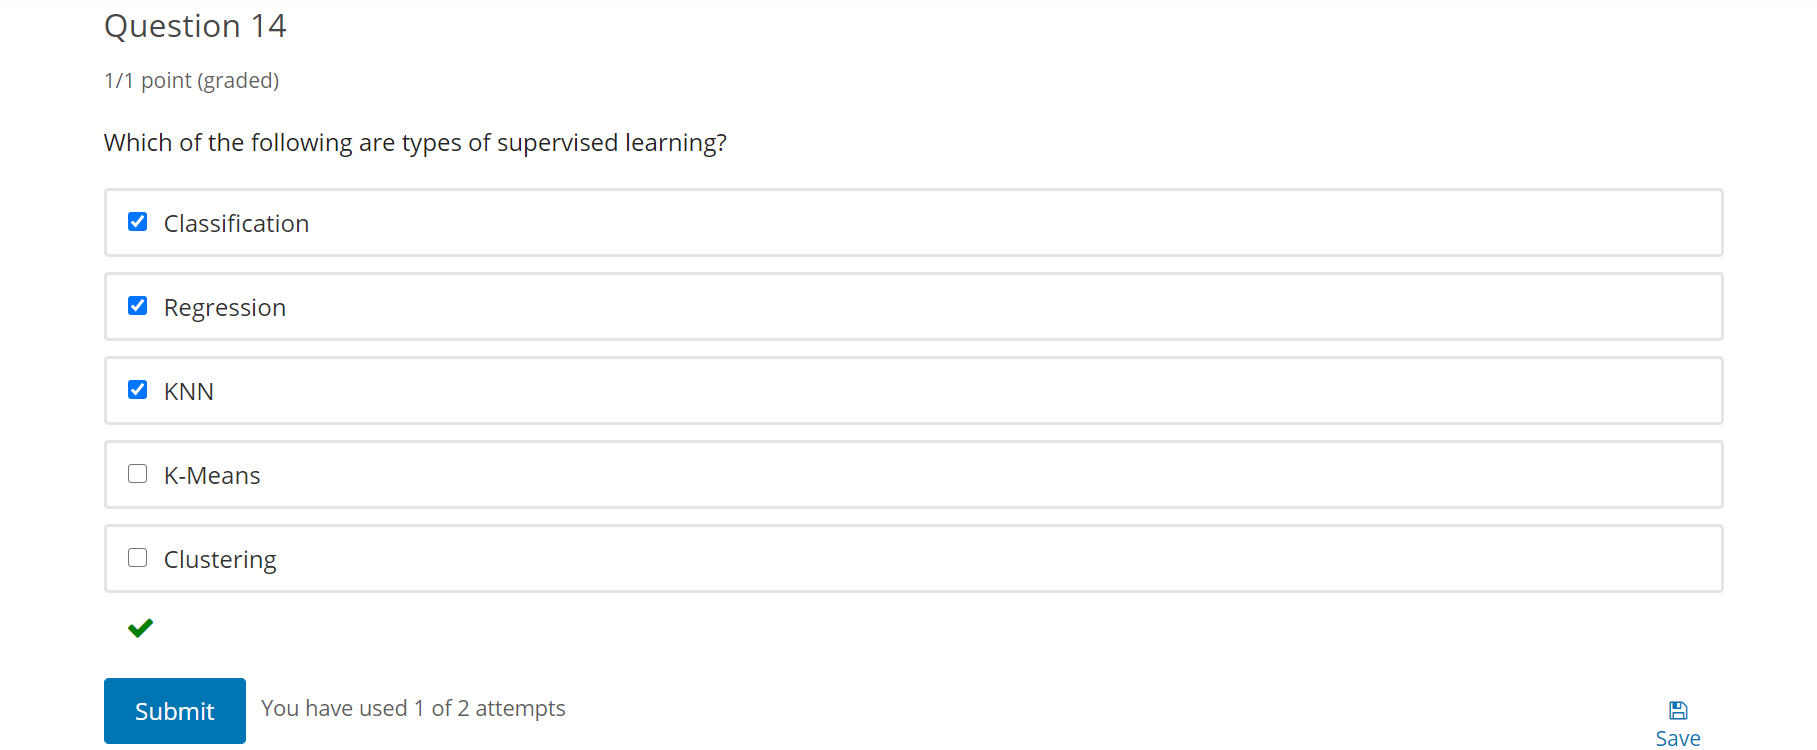 Question 14
1/1 point (graded)
Which of the following are types of supervised learning?
Classification
Regression
KNN
K-Means
Clustering
Submit You have used 1 of 2 attempts
Save